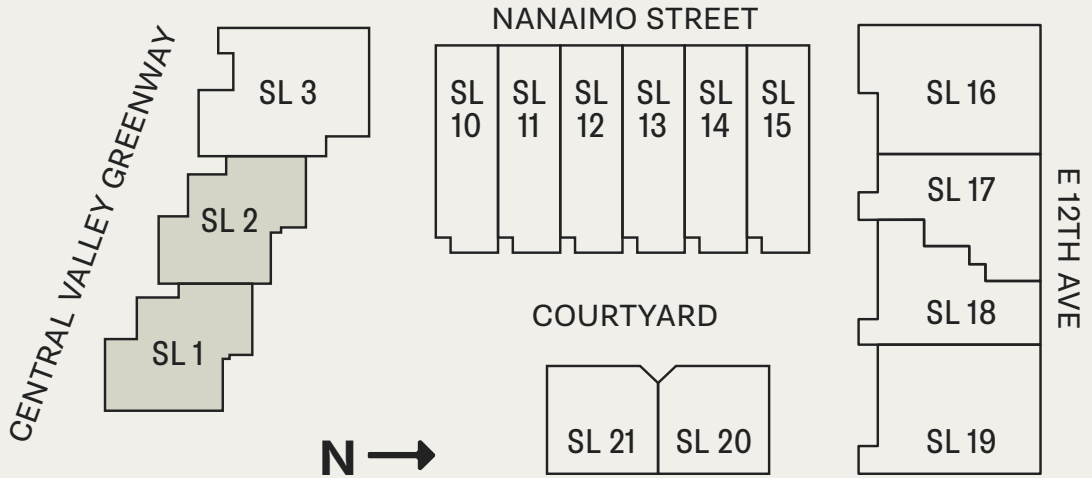 NANAIMO STREET
CENTRAL VALLEY GREENWAY
SL 3
SL 2
SL 1
SL
10
SL
11
SL
12
SL
13
SL
14
SL
15
SL 16
SL 17
SL 18
SL 19
E 12TH AVE
COURTYARD
SL 21
SL 20
N